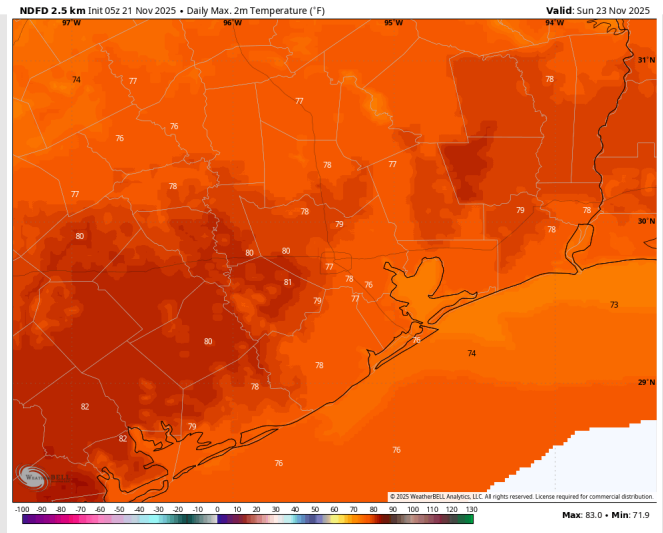 NDFD 2.5 km Init 05z 21 Nov 2025 • Daily Max. 2m Temperature (°F) Valid: Sun 23 Nov 2025
97°W 96°W 95°W 94°W
31°N
74 77 78
77
76
76
78 77
78
77
78 79 78
30°N
79
78
80
80 80
77
81 78 76
79 77
73
80 76
74
78
29°N
78
82
79
82
76
76
WeatherBELL
© 2025 WeatherBELL Analytics, LLC. All rights reserved. License required for commercial distribution.
-100 -90 -80 -70 -60 -50 -40 -30 -20 -10 0 10 20 30 40 50 60 70 80 90 100 110 120 130
Max: 83.0 • Min: 71.9